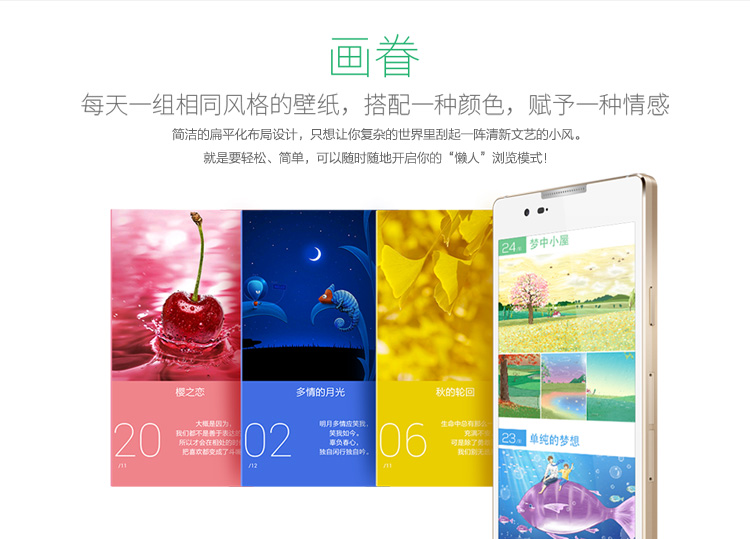 画眷
每天一组相同风格的壁纸，搭配一种颜色，赋予一种情感
简洁的扁平化布局设计，只想让你复杂的世界里刮起一阵清新文艺的小风。
就是要轻松、简单，可以随时随地开启你的“懒人”浏览模式！
樱之恋
20
/11
大概是因为，
我们都不是善于表达的
所以才会在相处的时候
把喜欢都变成了斗嘴
多情的月光
02
/12
明月多情应笑我，
笑我如今。
辜负春心，
独自闲行独自吟。
秋的轮回
06
/11
生命中总有
充满不
可是除了
我们别无
24
梦中小屋
23
单纯的梦想